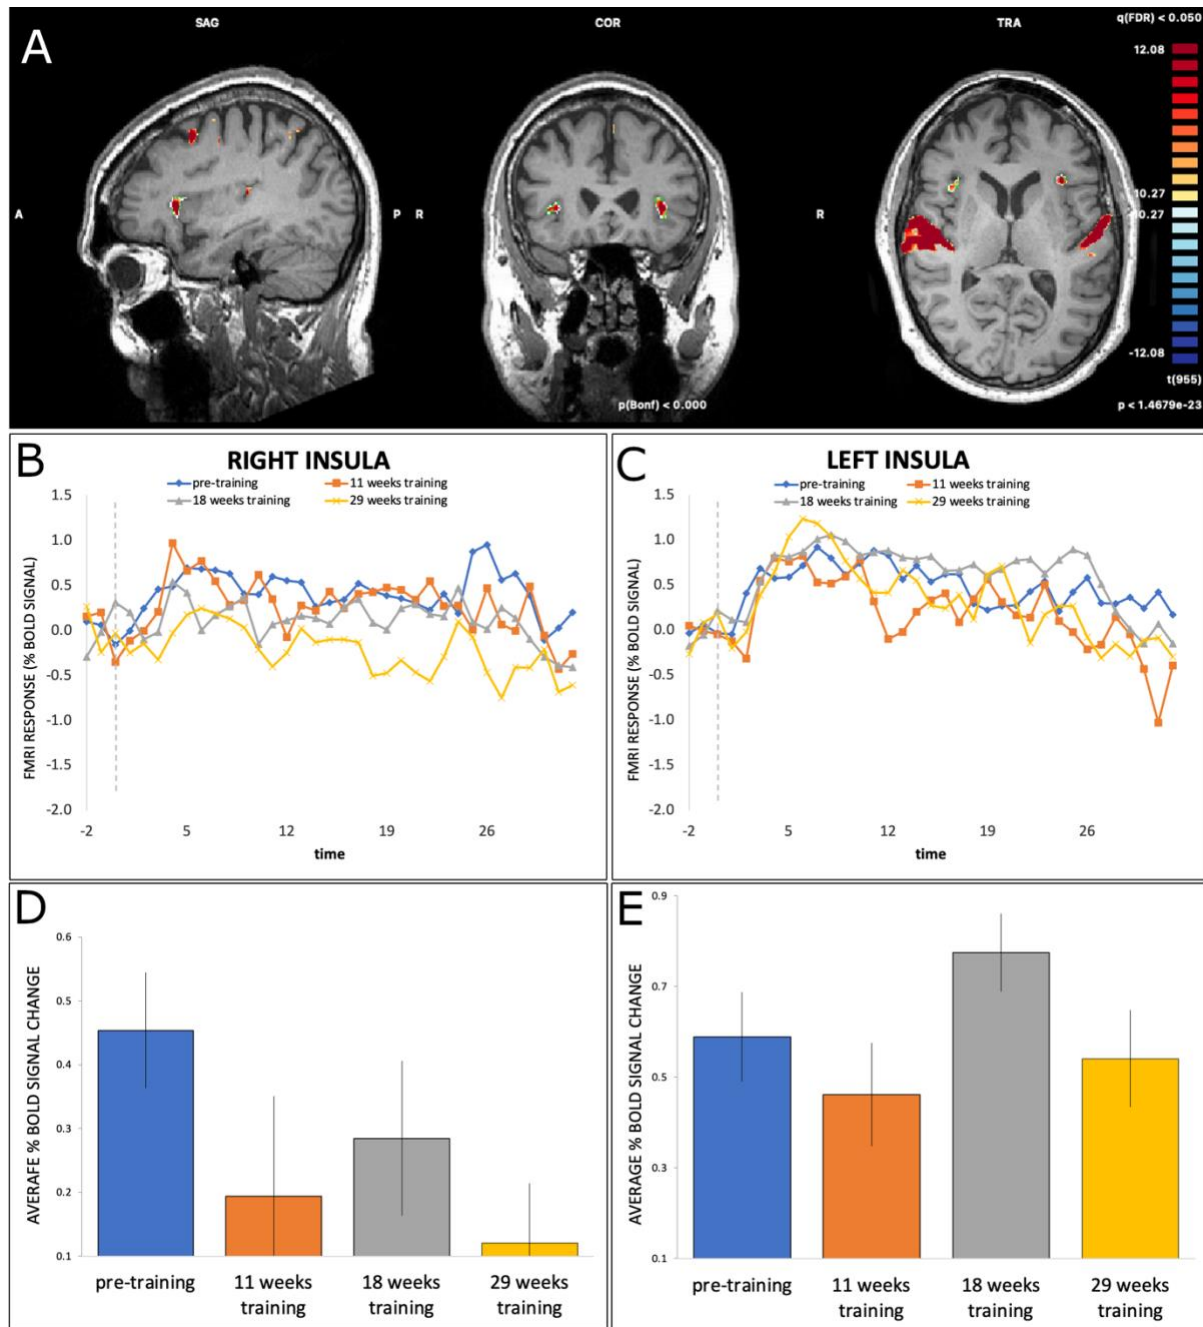 A
SAG
COR
TRA
q(FDR) < 0.050
12.08
10.27
-10.27
-12.08
t(955)
p < 1.4679e-23
A
P
R
R
p(Bonf) < 0.000
B
RIGHT INSULA
pre-training
11 weeks training
18 weeks training
29 weeks training
FMRI RESPONSE (% BOLD SIGNAL)
1.5
1.0
0.5
0.0
-0.5
-1.0
-1.5
-2.0
-2
5
12
19
26
time
C
LEFT INSULA
pre-training
11 weeks training
18 weeks training
29 weeks training
FMRI RESPONSE (% BOLD SIGNAL)
1.5
1.0
0.5
0.0
-0.5
-1.0
-1.5
-2.0
-2
5
12
19
26
time
D
AVERAFE % BOLD SIGNAL CHANGE
0.6
0.5
0.4
0.3
0.2
0.1
pre-training
11 weeks
training
18 weeks
training
29 weeks
training
E
AVERAGE % BOLD SIGNAL CHANGE
0.9
0.7
0.5
0.3
0.1
pre-training
11 weeks
training
18 weeks
training
29 weeks
training